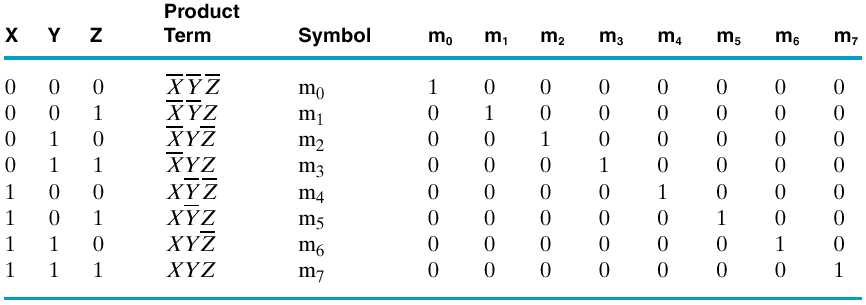 X Y Z Product Term Symbol m₀ m₁ m₂ m₃ m₄ m₅ m₆ m₇
0 0 0 X̅Y̅Z̅ m₀ 1 0 0 0 0 0 0 0
0 0 1 X̅Y̅Z m₁ 0 1 0 0 0 0 0 0
0 1 0 X̅YZ̅ m₂ 0 0 1 0 0 0 0 0
0 1 1 X̅YZ m₃ 0 0 0 1 0 0 0 0
1 0 0 XY̅Z̅ m₄ 0 0 0 0 1 0 0 0
1 0 1 XY̅Z m₅ 0 0 0 0 0 1 0 0
1 1 0 XYZ̅ m₆ 0 0 0 0 0 0 1 0
1 1 1 XYZ m₇ 0 0 0 0 0 0 0 1